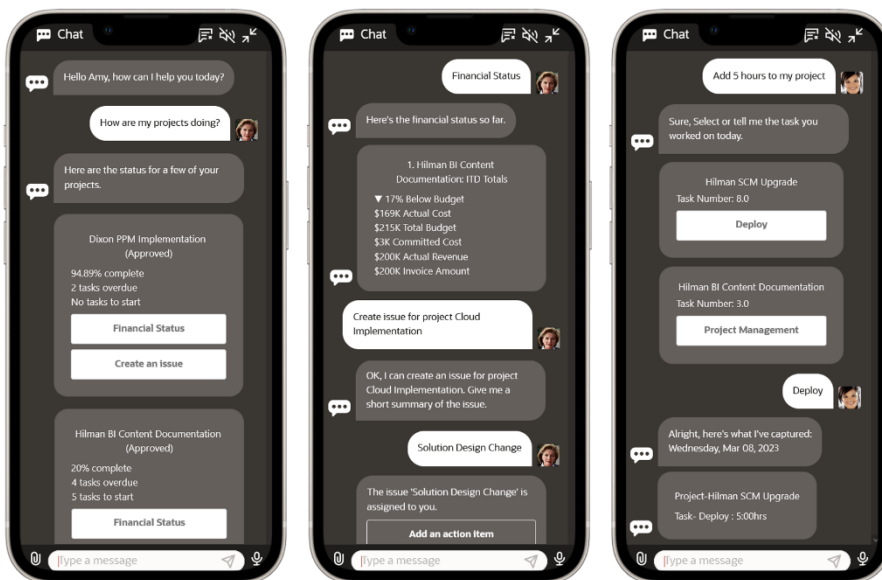 Chat
Hello Amy, how can I help you today?
How are my projects doing?
Here are the status for a few of your
projects.
Dixon PPM Implementation
(Approved)
94.89% complete
2 tasks overdue
No tasks to start
Financial Status
Create an issue
Hilman BI Content Documentation
(Approved)
20% complete
4 tasks overdue
5 tasks to start
Financial Status
Type a message
Chat
Financial Status
Here's the financial status so far.
1. Hilman BI Content
Documentation: ITD Totals
▼ 17% Below Budget
$169K Actual Cost
$215K Total Budget
$3K Committed Cost
$200K Actual Revenue
$200K Invoice Amount
Create issue for project Cloud
Implementation
OK, I can create an issue for project
Cloud Implementation. Give me a
short summary of the issue.
Solution Design Change
The issue 'Solution Design Change' is
assigned to you.
Add an action item
Type a message
Chat
Add 5 hours to my project
Sure, Select or tell me the task you
worked on today.
Hilman SCM Upgrade
Task Number: 8.0
Deploy
Hilman BI Content Documentation
Task Number: 3.0
Project Management
Deploy
Alright, here's what I've captured:
Wednesday, Mar 08, 2023
Project-Hilman SCM Upgrade
Task- Deploy : 5:00hrs
Type a message